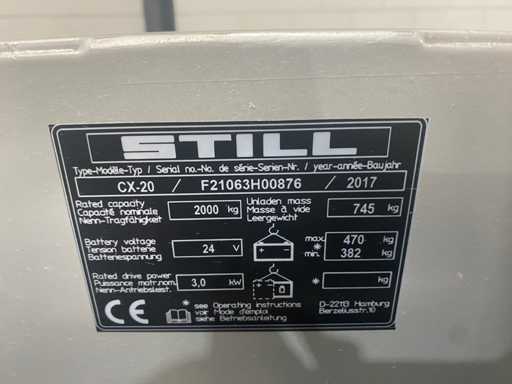 STILL
Type-Modèle-Typ / Serial no.-No. de série-Serien-Nr. / year-année-Baujahr
CX-20 / F21063H00876 / 2017
Rated capacity
Capacité nominale
Nenn-Tragfähigkeit
2000 kg
Unladen mass
Masse à vide
Leergewicht
745 kg
Battery voltage
Tension batterie
Batteriespannung
24 V
max. 470 kg
* min. 382 kg
Rated drive power
Puissance motr.nom.
Nenn-Antriebsleist.
3,0 kW
* kg
CE
* see Operating instructions
voir Mode d'emploi
siehe Betriebsanleitung
D-22113 Hamburg
Berzeliusstr.10